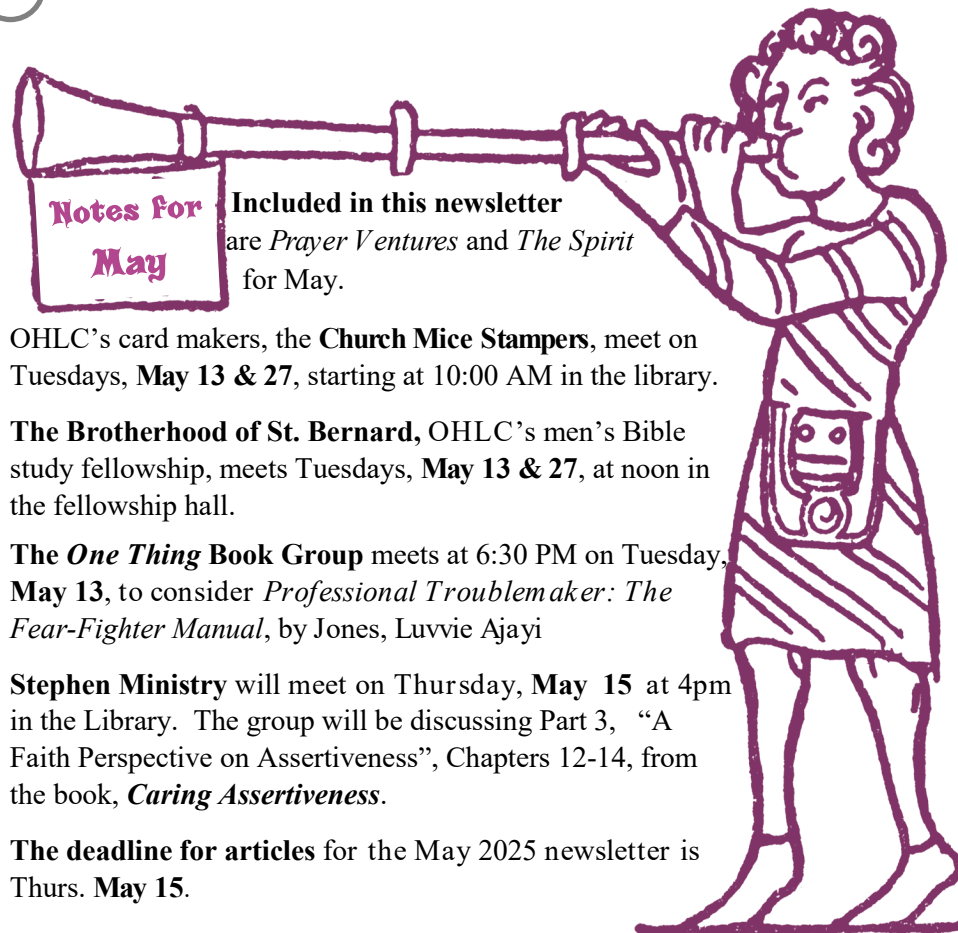 Notes for
May
Included in this newsletter
are Prayer Ventures and The Spirit
for May.
OHLC’s card makers, the Church Mice Stampers, meet on
Tuesdays, May 13 & 27, starting at 10:00 AM in the library.
The Brotherhood of St. Bernard, OHLC’s men’s Bible
study fellowship, meets Tuesdays, May 13 & 27, at noon in
the fellowship hall.
The One Thing Book Group meets at 6:30 PM on Tuesday,
May 13, to consider Professional Troublemaker: The
Fear-Fighter Manual, by Jones, Luvvie Ajayi
Stephen Ministry will meet on Thursday, May 15 at 4pm
in the Library. The group will be discussing Part 3, “A
Faith Perspective on Assertiveness”, Chapters 12-14, from
the book, Caring Assertiveness.
The deadline for articles for the May 2025 newsletter is
Thurs. May 15.